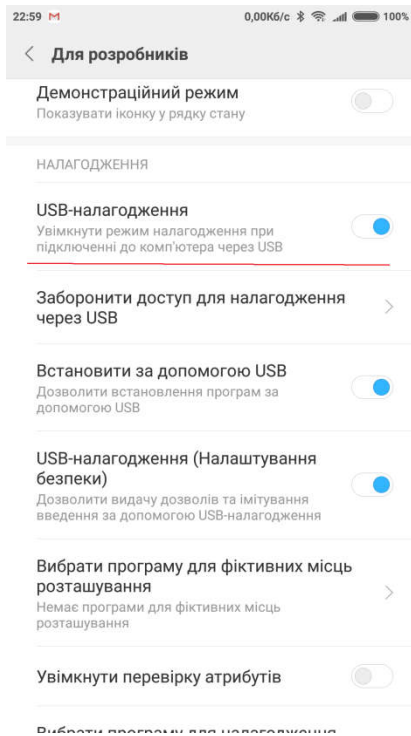 22:59 0,00Кб/с 100%
Для розробників
Демонстраційний режим
Показувати іконку у рядку стану
НАЛАГОДЖЕННЯ
USB-налагодження
Увімкнути режим налагодження при
підключенні до комп'ютера через USB
Заборонити доступ для налагодження
через USB
Встановити за допомогою USB
Дозволити встановлення програм за
допомогою USB
USB-налагодження (Налаштування
безпеки)
Дозволити видачу дозволів та імітування
введення за допомогою USB-налагодження
Вибрати програму для фіктивних місць
розташування
Немає програми для фіктивних місць
розташування
Увімкнути перевірку атрибутів
Вибрати програму для налагодження